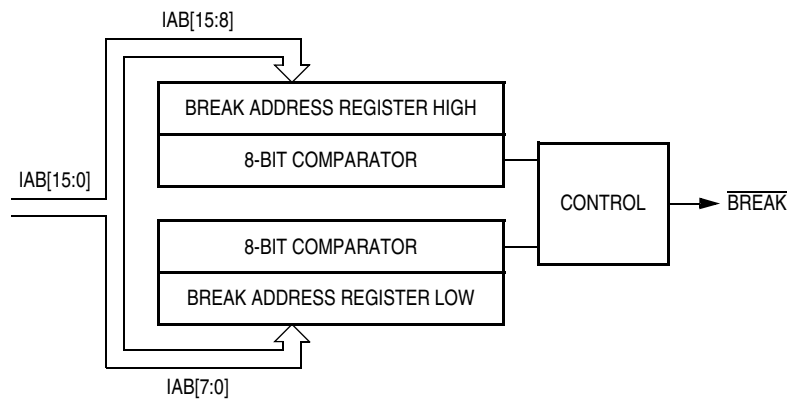 IAB[15:8]
BREAK ADDRESS REGISTER HIGH
8-BIT COMPARATOR
IAB[15:0]
CONTROL
BREAK
8-BIT COMPARATOR
BREAK ADDRESS REGISTER LOW
IAB[7:0]